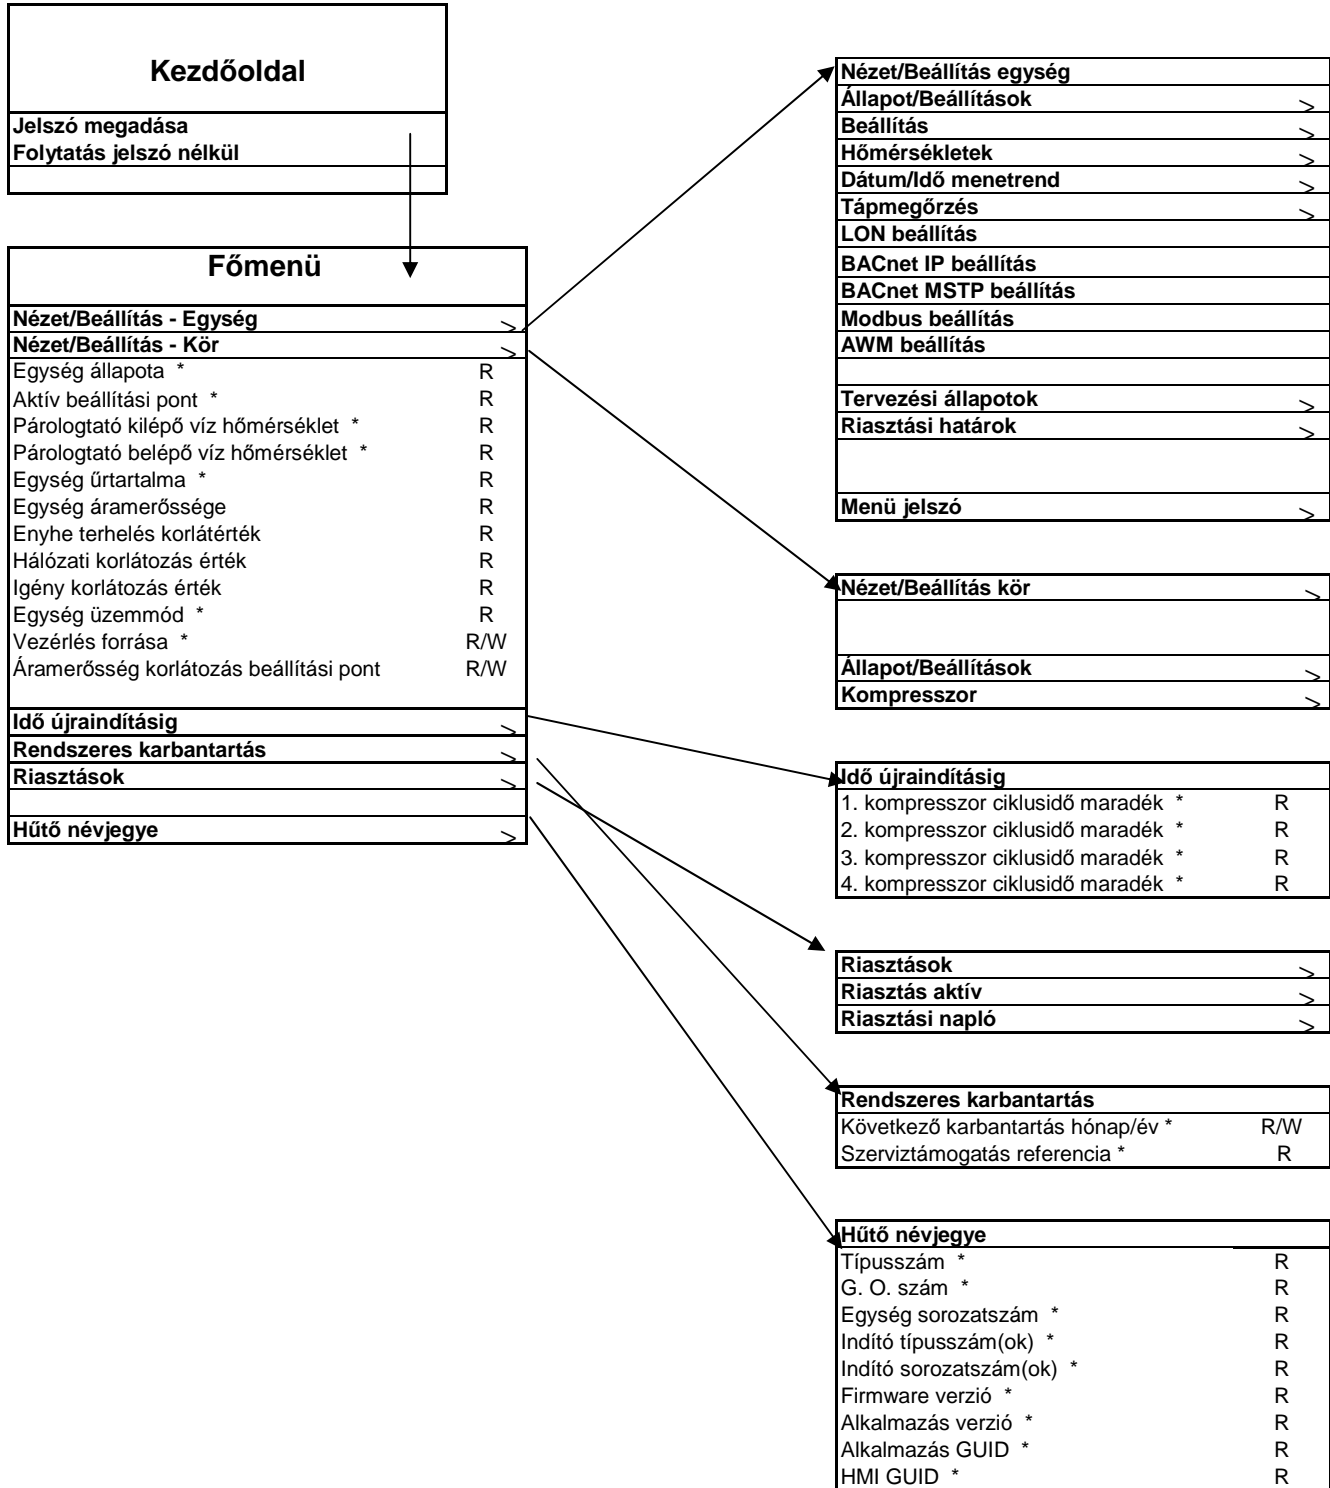 Kezdőoldal
Jelszó megadása
Folytatás jelszó nélkül
Főmenü
Nézet/Beállítás - Egység >
Nézet/Beállítás - Kör >
Egység állapota * R
Aktív beállítási pont * R
Párologtató kilépő víz hőmérséklet * R
Párologtató belépő víz hőmérséklet * R
Egység űrtartalma * R
Egység áramerőssége R
Enyhe terhelés korlátérték R
Hálózati korlátozás érték R
Igény korlátozás érték R
Egység üzemmód * R
Vezérlés forrása * R/W
Áramerősség korlátozás beállítási pont R/W
Idő újraindításig >
Rendszeres karbantartás >
Riasztások >
Hűtő névjegye >
Nézet/Beállítás egység
Állapot/Beállítások >
Beállítás >
Hőmérsékletek >
Dátum/Idő menetrend >
Tápmegőrzés >
LON beállítás
BACnet IP beállítás
BACnet MSTP beállítás
Modbus beállítás
AWM beállítás
Tervezési állapotok >
Riasztási határok >
Menü jelszó >
Nézet/Beállítás kör >
Állapot/Beállítások >
Kompresszor >
Idő újraindításig
1. kompresszor ciklusidő maradék * R
2. kompresszor ciklusidő maradék * R
3. kompresszor ciklusidő maradék * R
4. kompresszor ciklusidő maradék * R
Riasztások >
Riasztás aktív >
Riasztási napló >
Rendszeres karbantartás
Következő karbantartás hónap/év * R/W
Szerviztámogatás referencia * R
Hűtő névjegye
Típusszám * R
G. O. szám * R
Egység sorozatszám * R
Indító típusszám(ok) * R
Indító sorozatszám(ok) * R
Firmware verzió * R
Alkalmazás verzió * R
Alkalmazás GUID * R
HMI GUID * R